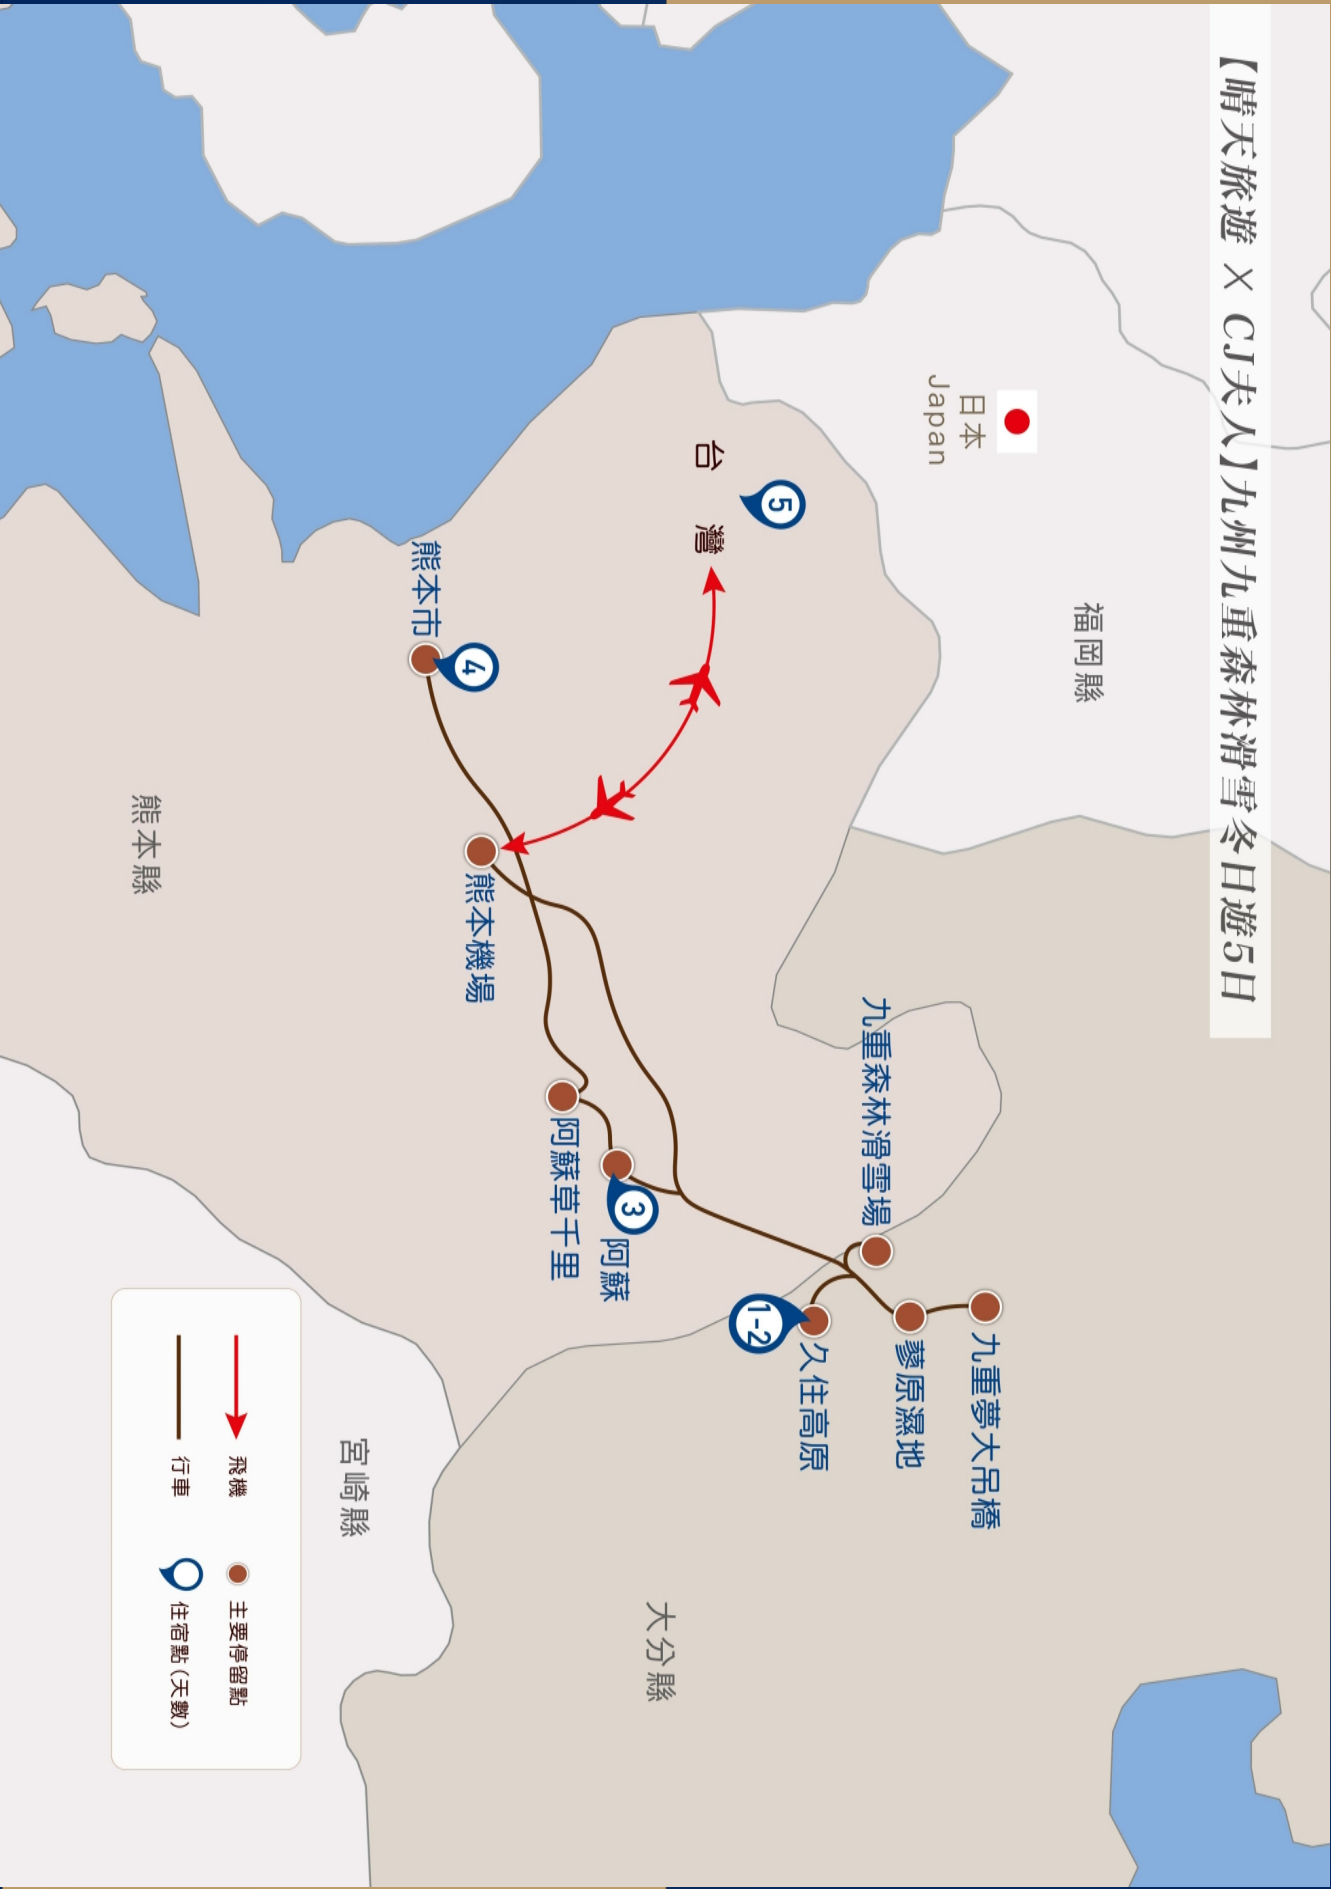 【晴天旅遊 X CJ夫人】九州九重森林滑雪冬日遊5日
日本
Japan
福岡縣
台 灣
5
九重森林滑雪場
九重夢大吊橋
蓼原濕地
久住高原
1-2
熊本市
4
熊本機場
阿蘇
3
阿蘇草千里
熊本縣
大分縣
宮崎縣
飛機
主要停留點
行車
住宿點(天數)